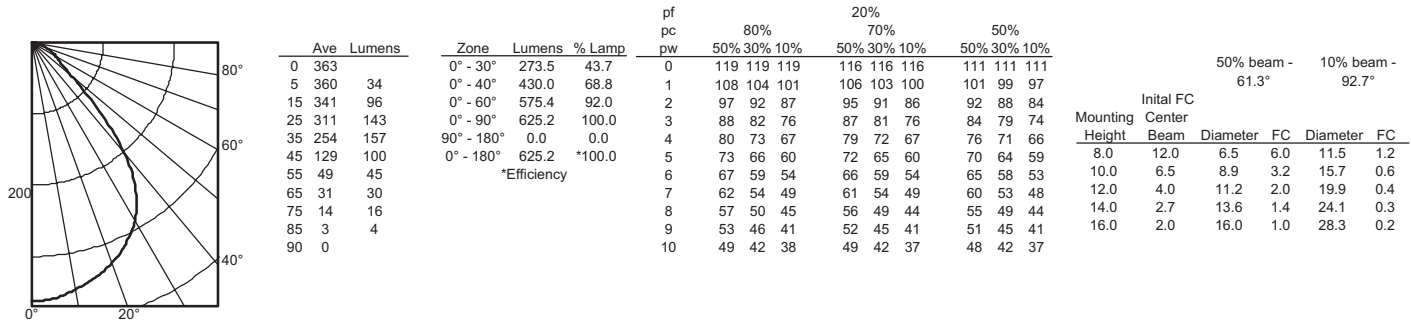 80°
60°
40°
200
0° 20°
Ave Lumens
0 363
5 360 34
15 341 96
25 311 143
35 254 157
45 129 100
55 49 45
65 31 30
75 14 16
85 3 4
90 0
Zone Lumens % Lamp
0° - 30° 273.5 43.7
0° - 40° 430.0 68.8
0° - 60° 575.4 92.0
0° - 90° 625.2 100.0
90° - 180° 0.0 0.0
0° - 180° 625.2 *100.0
*Efficiency
pf 20%
pc 80% 70% 50%
pw 50% 30% 10% 50% 30% 10% 50% 30% 10%
0 119 119 119 116 116 116 111 111 111
1 108 104 101 106 103 100 101 99 97
2 97 92 87 95 91 86 92 88 84
3 88 82 76 87 81 76 84 79 74
4 80 73 67 79 72 67 76 71 66
5 73 66 60 72 65 60 70 64 59
6 67 59 54 66 59 54 65 58 53
7 62 54 49 61 54 49 60 53 48
8 57 50 45 56 49 44 55 49 44
9 53 46 41 52 45 41 51 45 41
10 49 42 38 49 42 37 48 42 37
50% beam - 10% beam -
61.3° 92.7°
Inital FC
Mounting Center
Height Beam Diameter FC Diameter FC
8.0 12.0 6.5 6.0 11.5 1.2
10.0 6.5 8.9 3.2 15.7 0.6
12.0 4.0 11.2 2.0 19.9 0.4
14.0 2.7 13.6 1.4 24.1 0.3
16.0 2.0 16.0 1.0 28.3 0.2